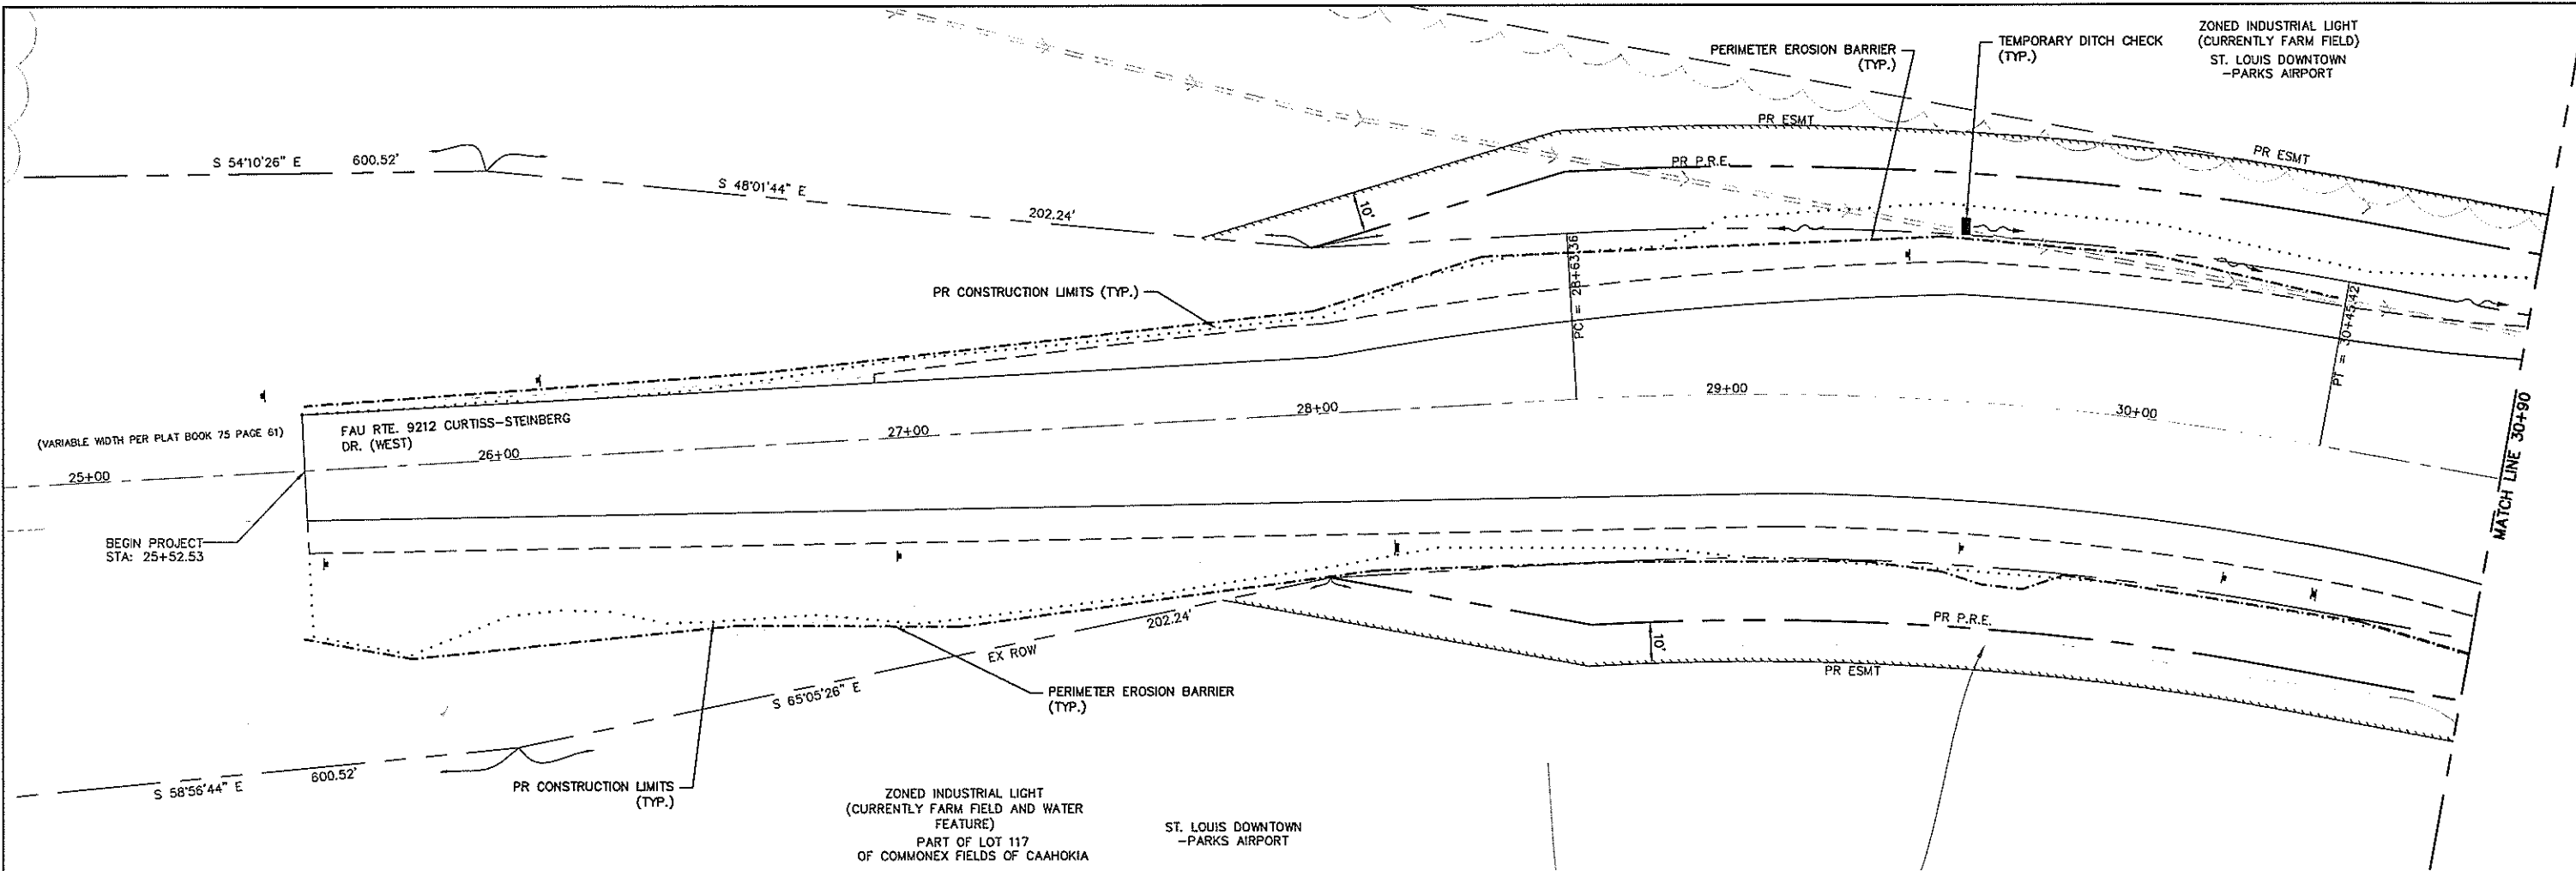 ZONED INDUSTRIAL LIGHT
(CURRENTLY FARM FIELD)
ST. LOUIS DOWNTOWN
-PARKS AIRPORT
TEMPORARY DITCH CHECK
(TYP.)
PERIMETER EROSION BARRIER
(TYP.)
PR ESMT
PR ESMT
PR P.R.E.
S 54°10'26" E
600.52'
S 48°01'44" E
202.24'
10'
PR CONSTRUCTION LIMITS (TYP.)
PC = 28+63.36
PT = 30+45.42
MATCH LINE 30+90
(VARIABLE WIDTH PER PLAT BOOK 75 PAGE 61)
FAU RTE. 9212 CURTISS-STEINBERG
DR. (WEST)
25+00
26+00
27+00
28+00
29+00
30+00
BEGIN PROJECT
STA: 25+52.53
202.24'
EX ROW
S 65°05'26" E
PERIMETER EROSION BARRIER
(TYP.)
PR P.R.E.
10'
PR ESMT
S 58°56'44" E
600.52'
PR CONSTRUCTION LIMITS
(TYP.)
ZONED INDUSTRIAL LIGHT
(CURRENTLY FARM FIELD AND WATER
FEATURE)
PART OF LOT 117
OF COMMONEX FIELDS OF CAAHOKIA
ST. LOUIS DOWNTOWN
-PARKS AIRPORT